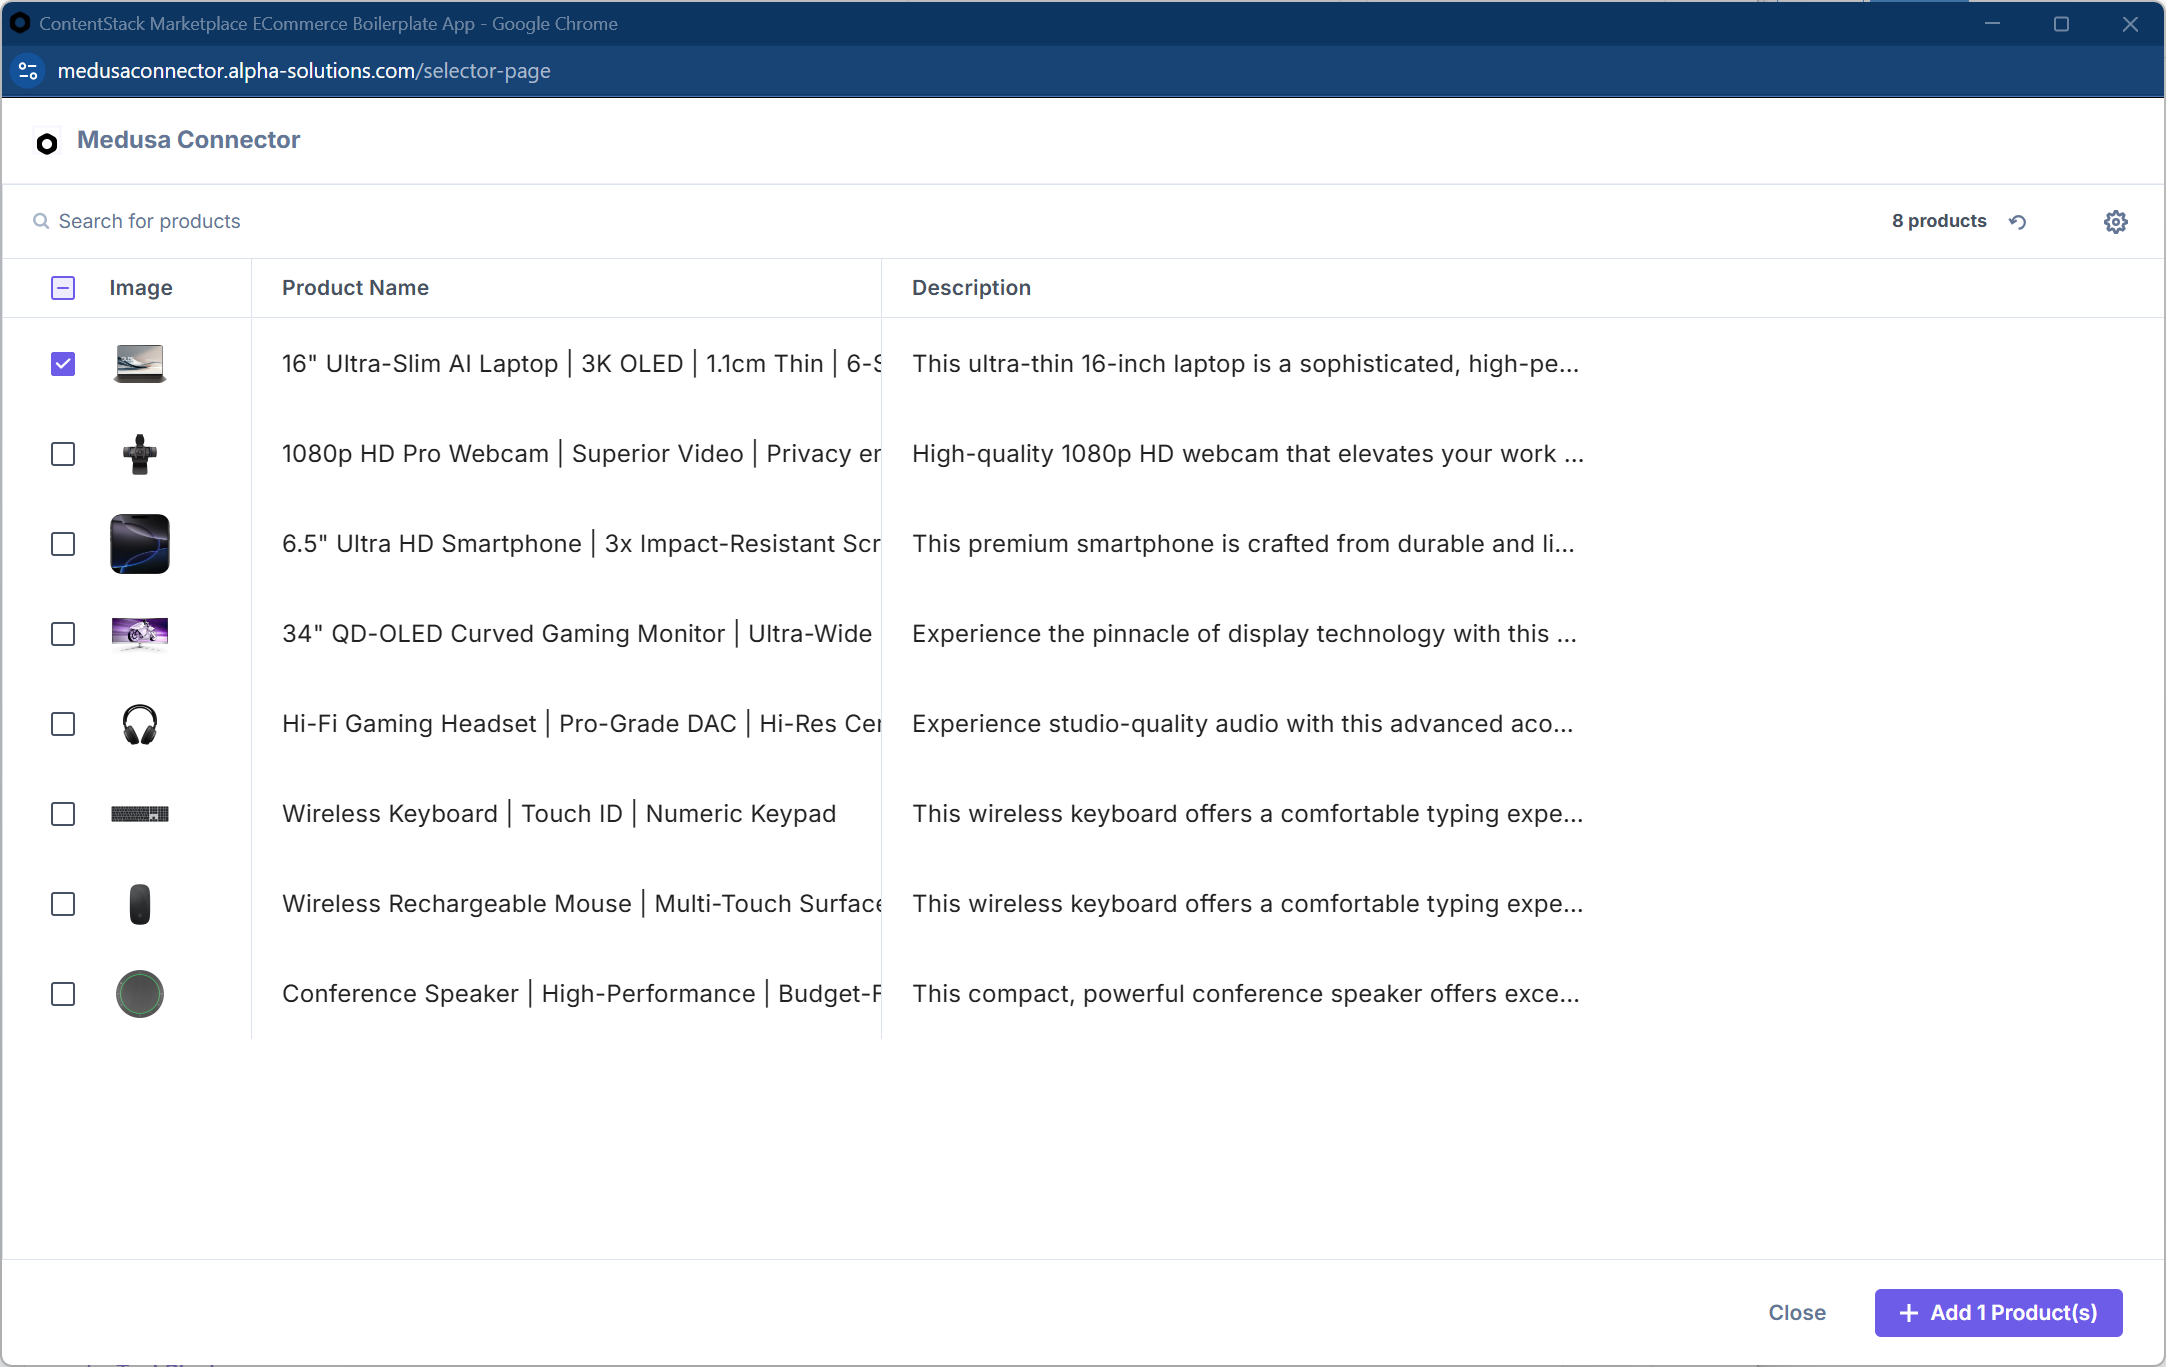 ContentStack Marketplace ECommerce Boilerplate App - Google Chrome
medusaconnector.alpha-solutions.com/selector-page
Medusa Connector
Search for products
8 products
Image Product Name Description
16" Ultra-Slim AI Laptop | 3K OLED | 1.1cm Thin | 6-S This ultra-thin 16-inch laptop is a sophisticated, high-pe...
1080p HD Pro Webcam | Superior Video | Privacy er High-quality 1080p HD webcam that elevates your work ...
6.5" Ultra HD Smartphone | 3x Impact-Resistant Scr This premium smartphone is crafted from durable and li...
34" QD-OLED Curved Gaming Monitor | Ultra-Wide Experience the pinnacle of display technology with this ...
Hi-Fi Gaming Headset | Pro-Grade DAC | Hi-Res Cer Experience studio-quality audio with this advanced aco...
Wireless Keyboard | Touch ID | Numeric Keypad This wireless keyboard offers a comfortable typing expe...
Wireless Rechargeable Mouse | Multi-Touch Surface This wireless keyboard offers a comfortable typing expe...
Conference Speaker | High-Performance | Budget-F This compact, powerful conference speaker offers exce...
Close
Add 1 Product(s)